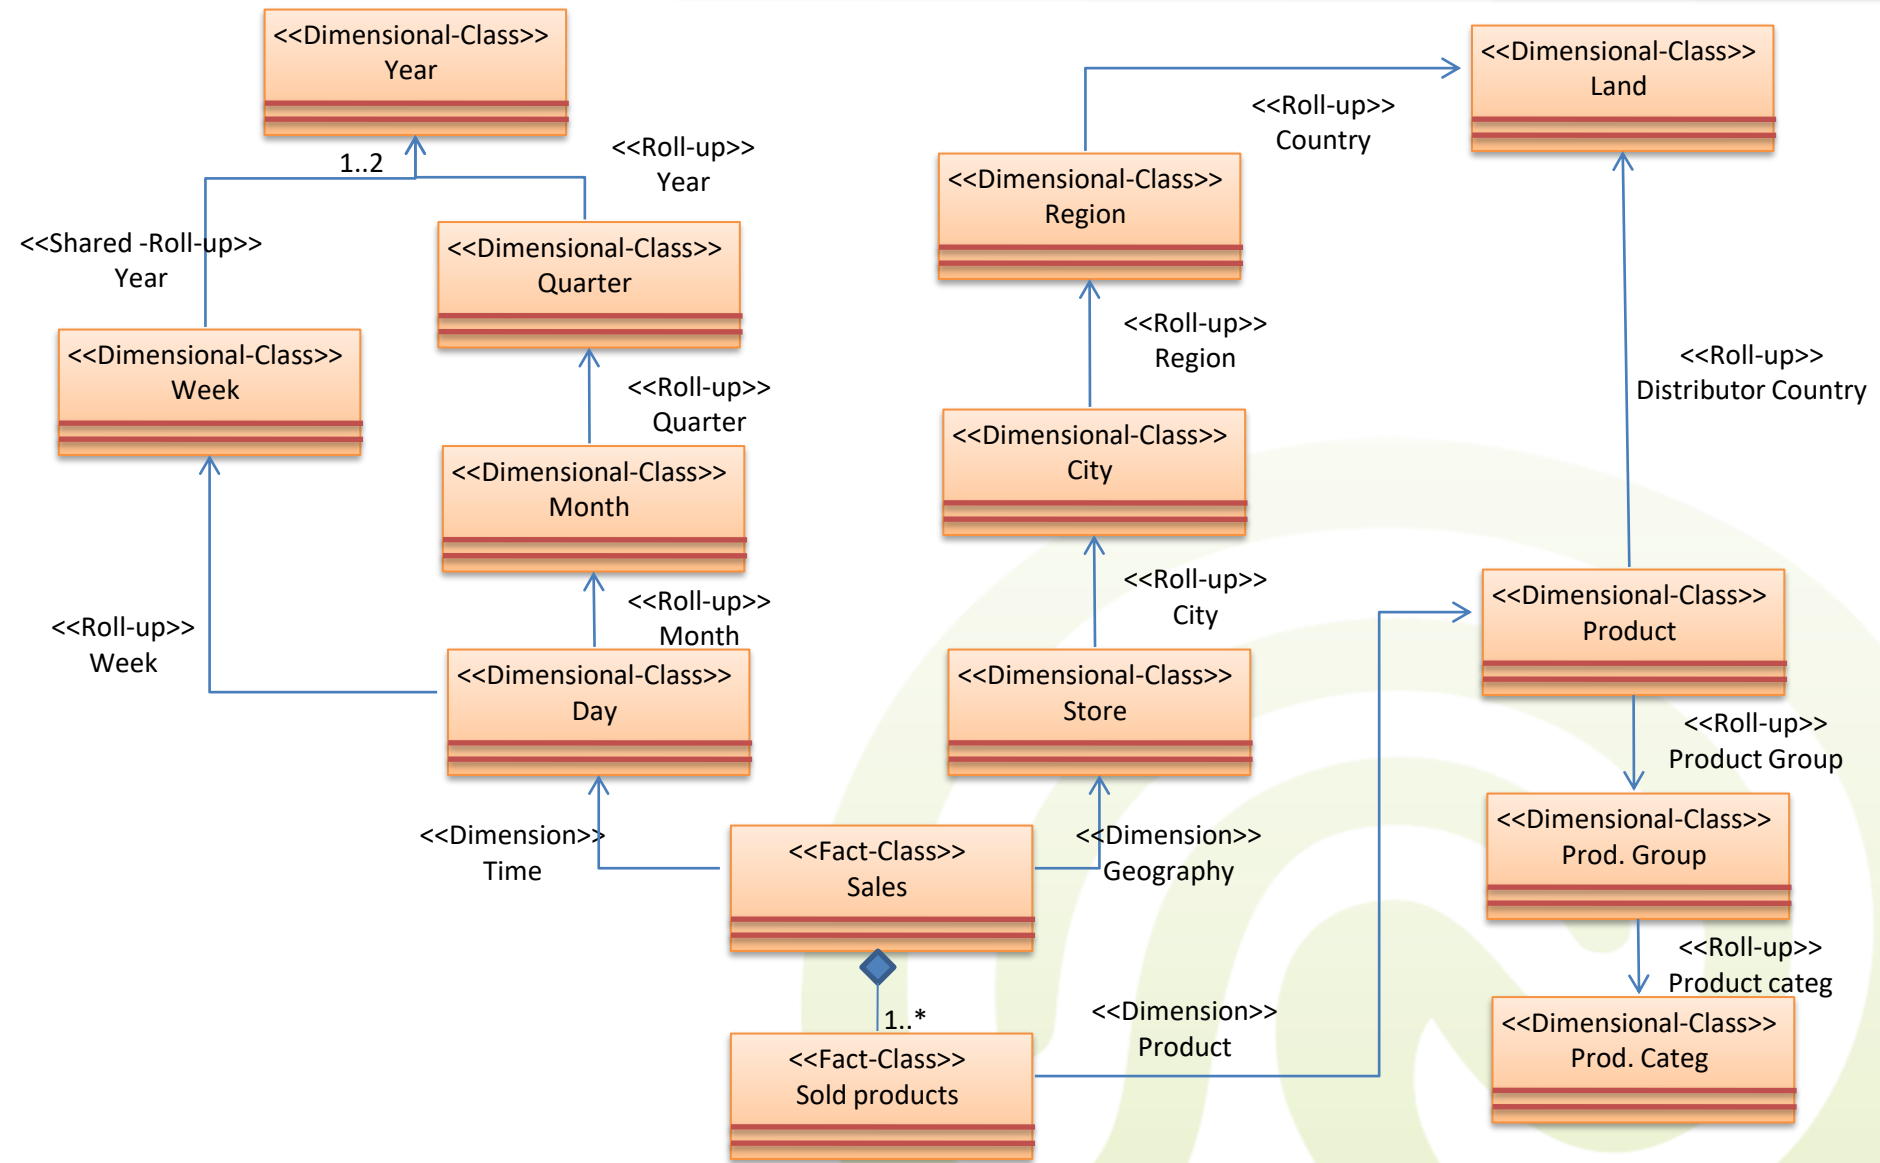 <<Dimensional-Class>>
Year
1..2
<<Roll-up>>
Year
<<Shared -Roll-up>>
Year
<<Dimensional-Class>>
Quarter
<<Dimensional-Class>>
Week
<<Roll-up>>
Quarter
<<Dimensional-Class>>
Month
<<Roll-up>>
Month
<<Roll-up>>
Week
<<Dimensional-Class>>
Day
<<Dimension>>
Time
<<Dimensional-Class>>
Land
<<Roll-up>>
Country
<<Dimensional-Class>>
Region
<<Roll-up>>
Region
<<Dimensional-Class>>
City
<<Roll-up>>
City
<<Dimensional-Class>>
Store
<<Dimension>>
Geography
<<Fact-Class>>
Sales
1..*
<<Fact-Class>>
Sold products
<<Dimension>>
Product
<<Roll-up>>
Distributor Country
<<Dimensional-Class>>
Product
<<Roll-up>>
Product Group
<<Dimensional-Class>>
Prod. Group
<<Roll-up>>
Product categ
<<Dimensional-Class>>
Prod. Categ